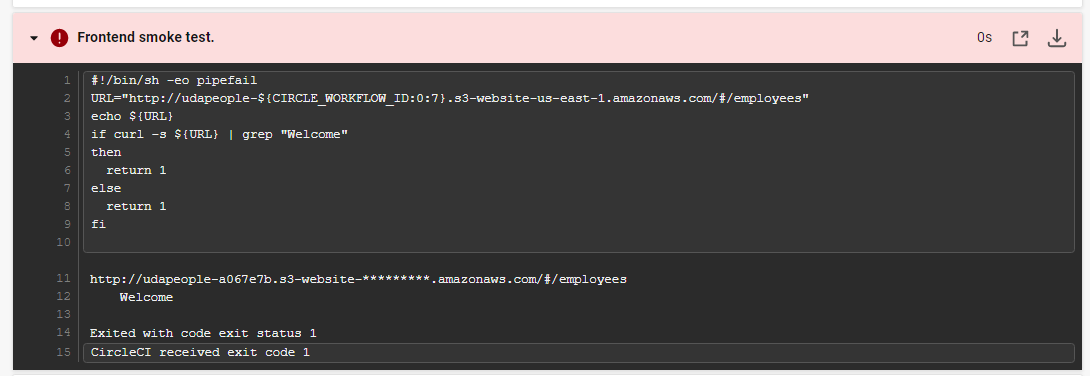 Frontend smoke test.
0s
1 #!/bin/sh -eo pipefail
2 URL="http://udapeople-${CIRCLE_WORKFLOW_ID:0:7}.s3-website-us-east-1.amazonaws.com/#/employees"
3 echo ${URL}
4 if curl -s ${URL} | grep "Welcome"
5 then
6   return 1
7 else
8   return 1
9 fi
10
11 http://udapeople-a067e7b.s3-website-*********.amazonaws.com/#/employees
12     Welcome
13
14 Exited with code exit status 1
15 CircleCI received exit code 1